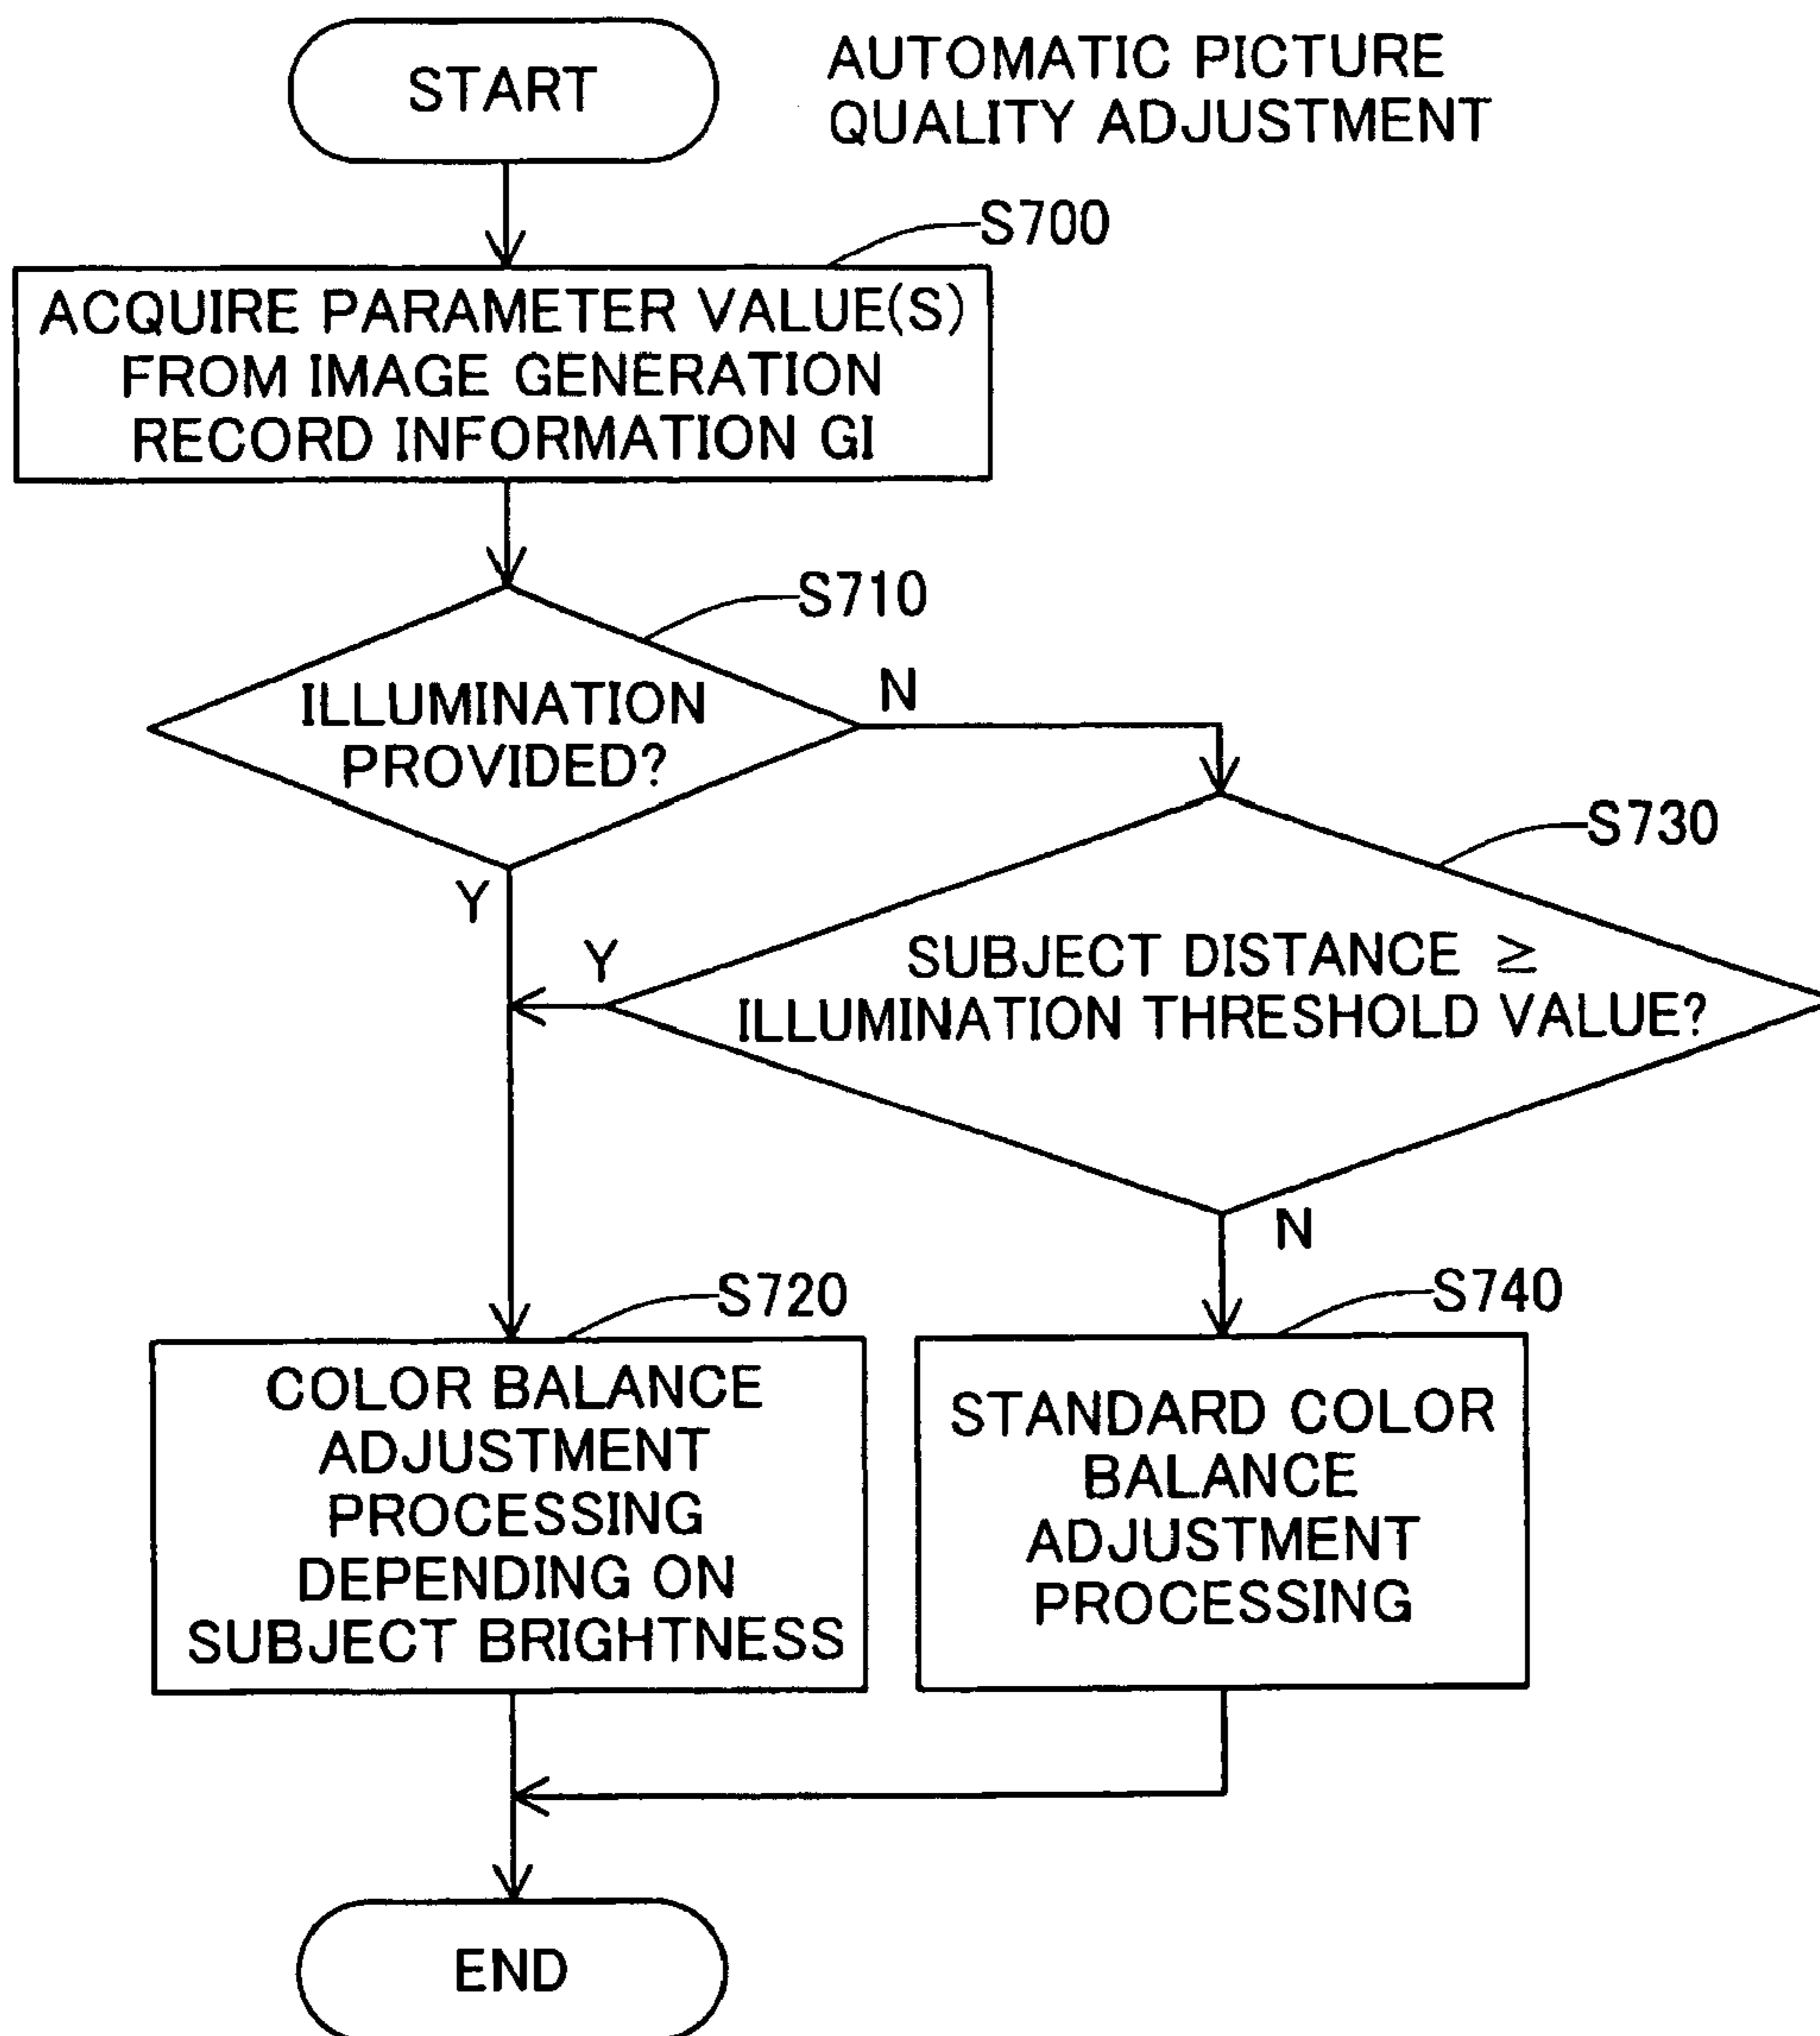 START
AUTOMATIC PICTURE
QUALITY ADJUSTMENT
S700
ACQUIRE PARAMETER VALUE(S)
FROM IMAGE GENERATION
RECORD INFORMATION GI
S710
ILLUMINATION
PROVIDED?
N
Y
S730
SUBJECT DISTANCE ≥
ILLUMINATION THRESHOLD VALUE?
Y
N
S720
COLOR BALANCE
ADJUSTMENT
PROCESSING
DEPENDING ON
SUBJECT BRIGHTNESS
S740
STANDARD COLOR
BALANCE
ADJUSTMENT
PROCESSING
END